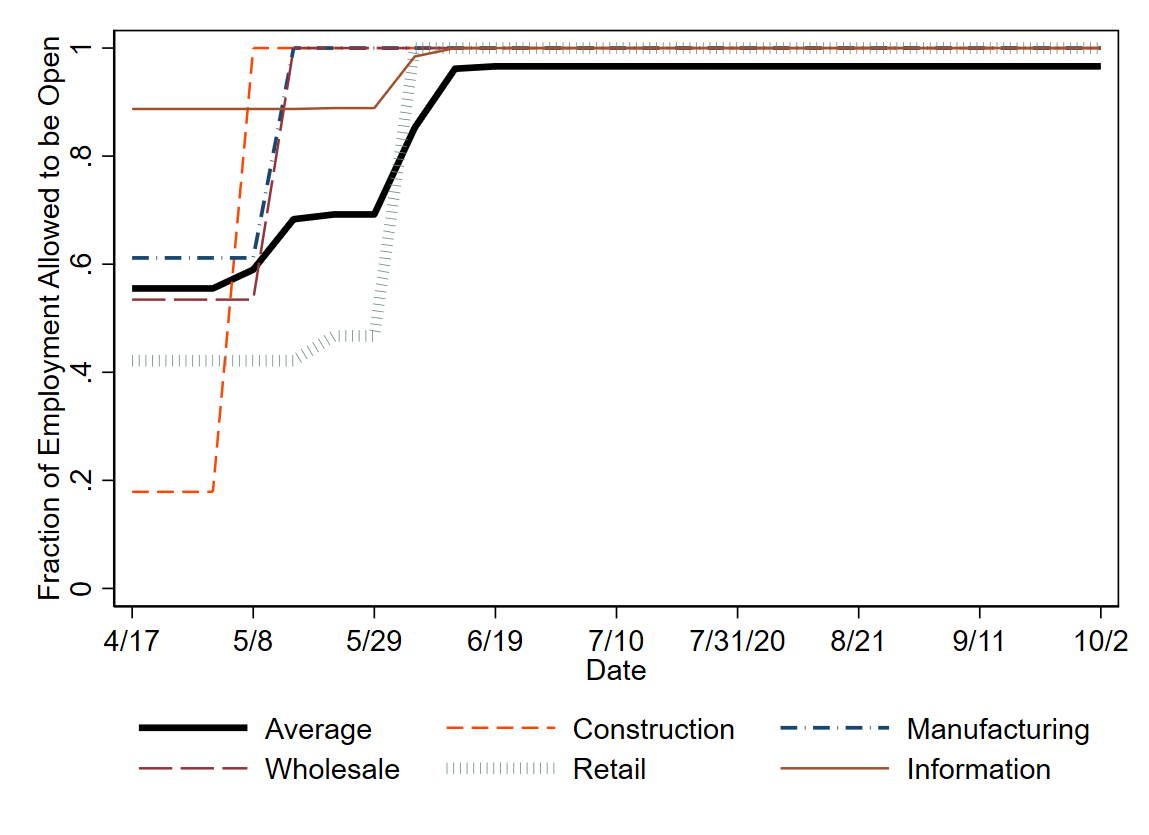 Fraction of Employment Allowed to be Open
1
.8
.6
.4
.2
0
4/17 5/8 5/29 6/19 7/10 7/31/20 8/21 9/11 10/2
Date
Average Construction Manufacturing
Wholesale Retail Information